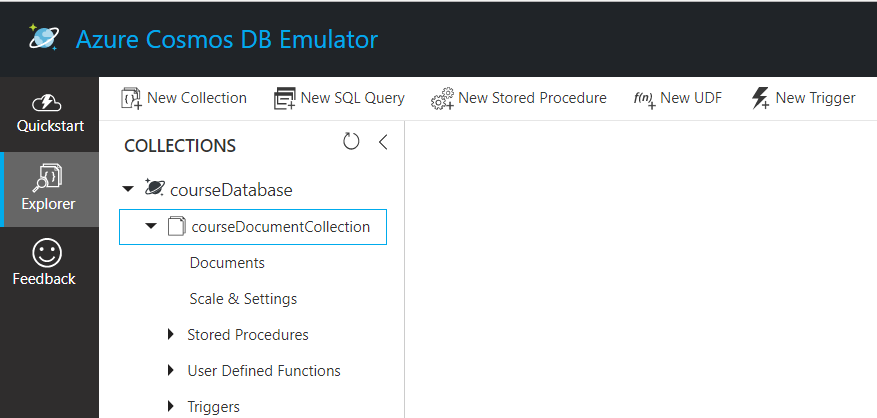 Azure Cosmos DB Emulator
New Collection New SQL Query New Stored Procedure f(n) New UDF New Trigger
Quickstart
COLLECTIONS
courseDatabase
Explorer
courseDocumentCollection
Documents
Feedback
Scale & Settings
Stored Procedures
User Defined Functions
Triggers